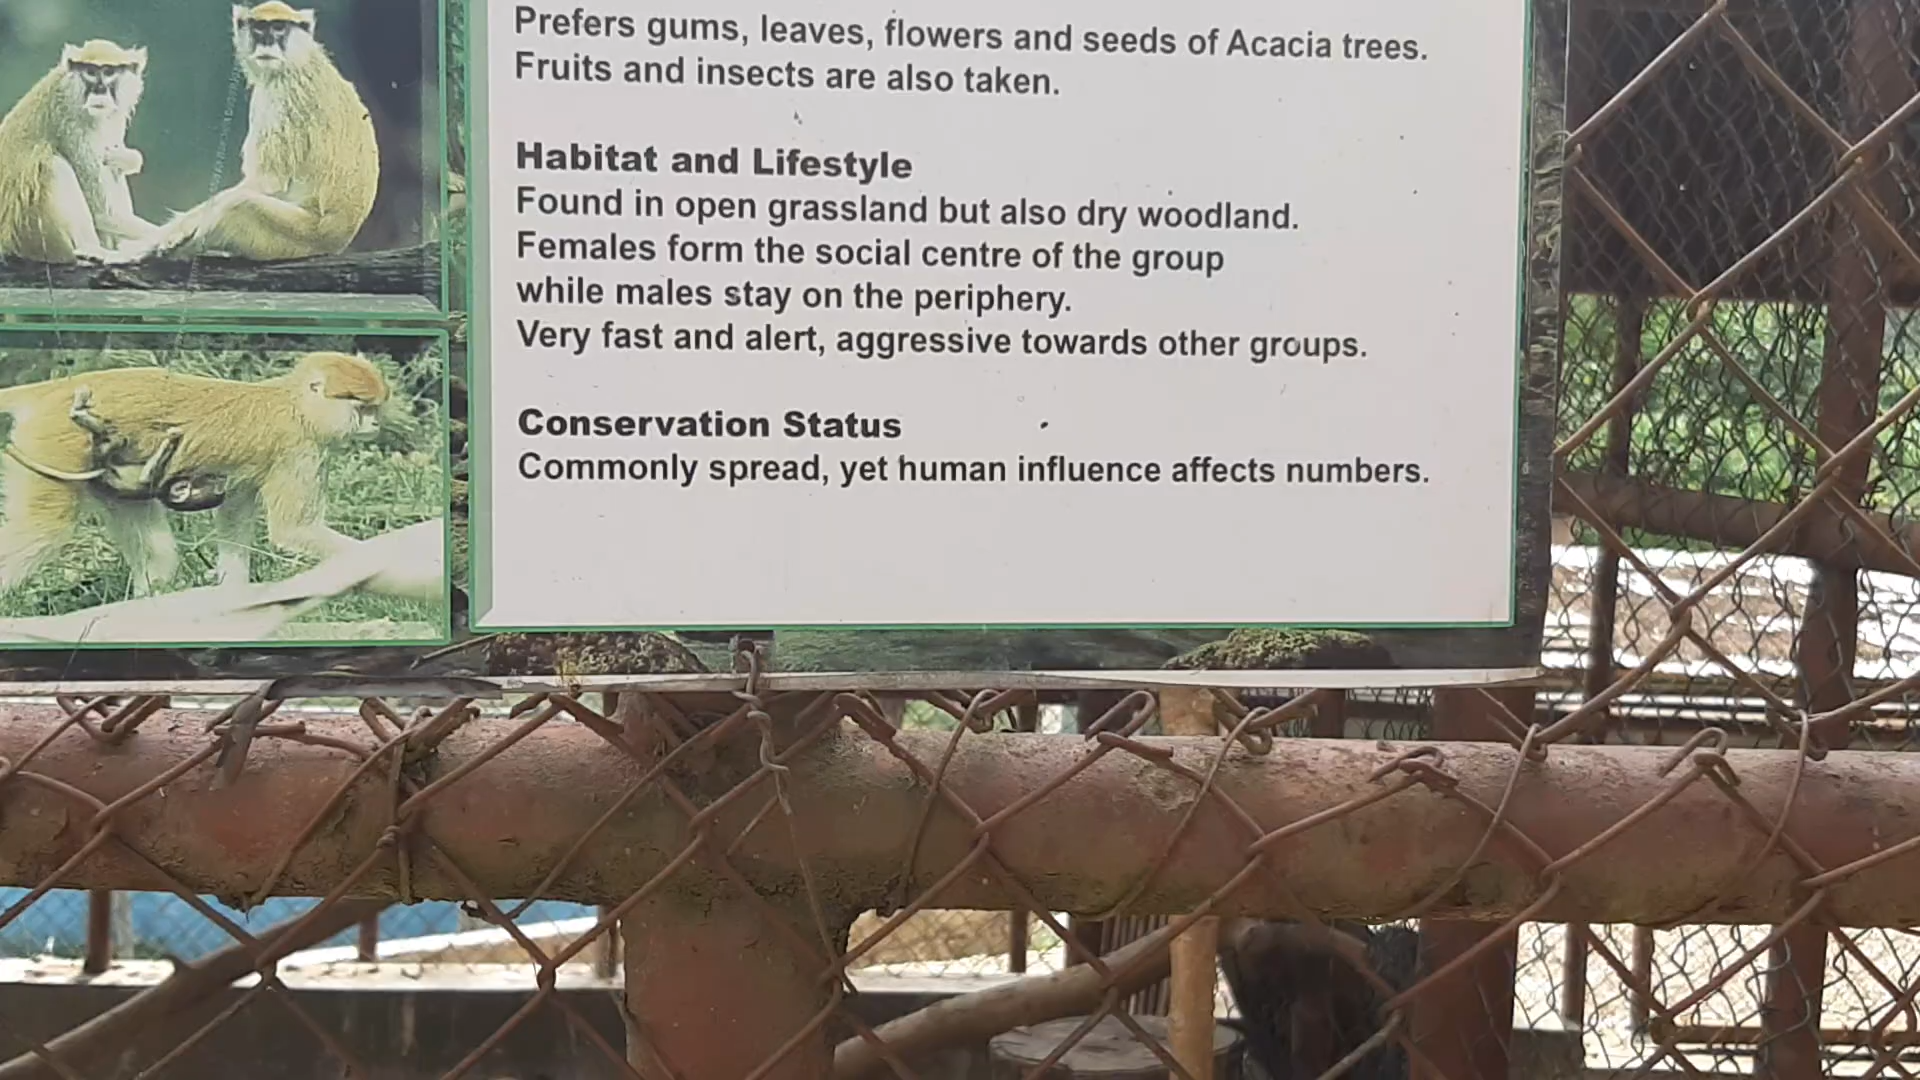 Prefers gums, leaves, flowers and seeds of Acacia trees.
Fruits and insects are also taken.
Habitat and Lifestyle
Found in open grassland but also dry woodland.
Females form the social centre of the group
while males stay on the periphery.
Very fast and alert, aggressive towards other groups.
Conservation Status
Commonly spread, yet human influence affects numbers.